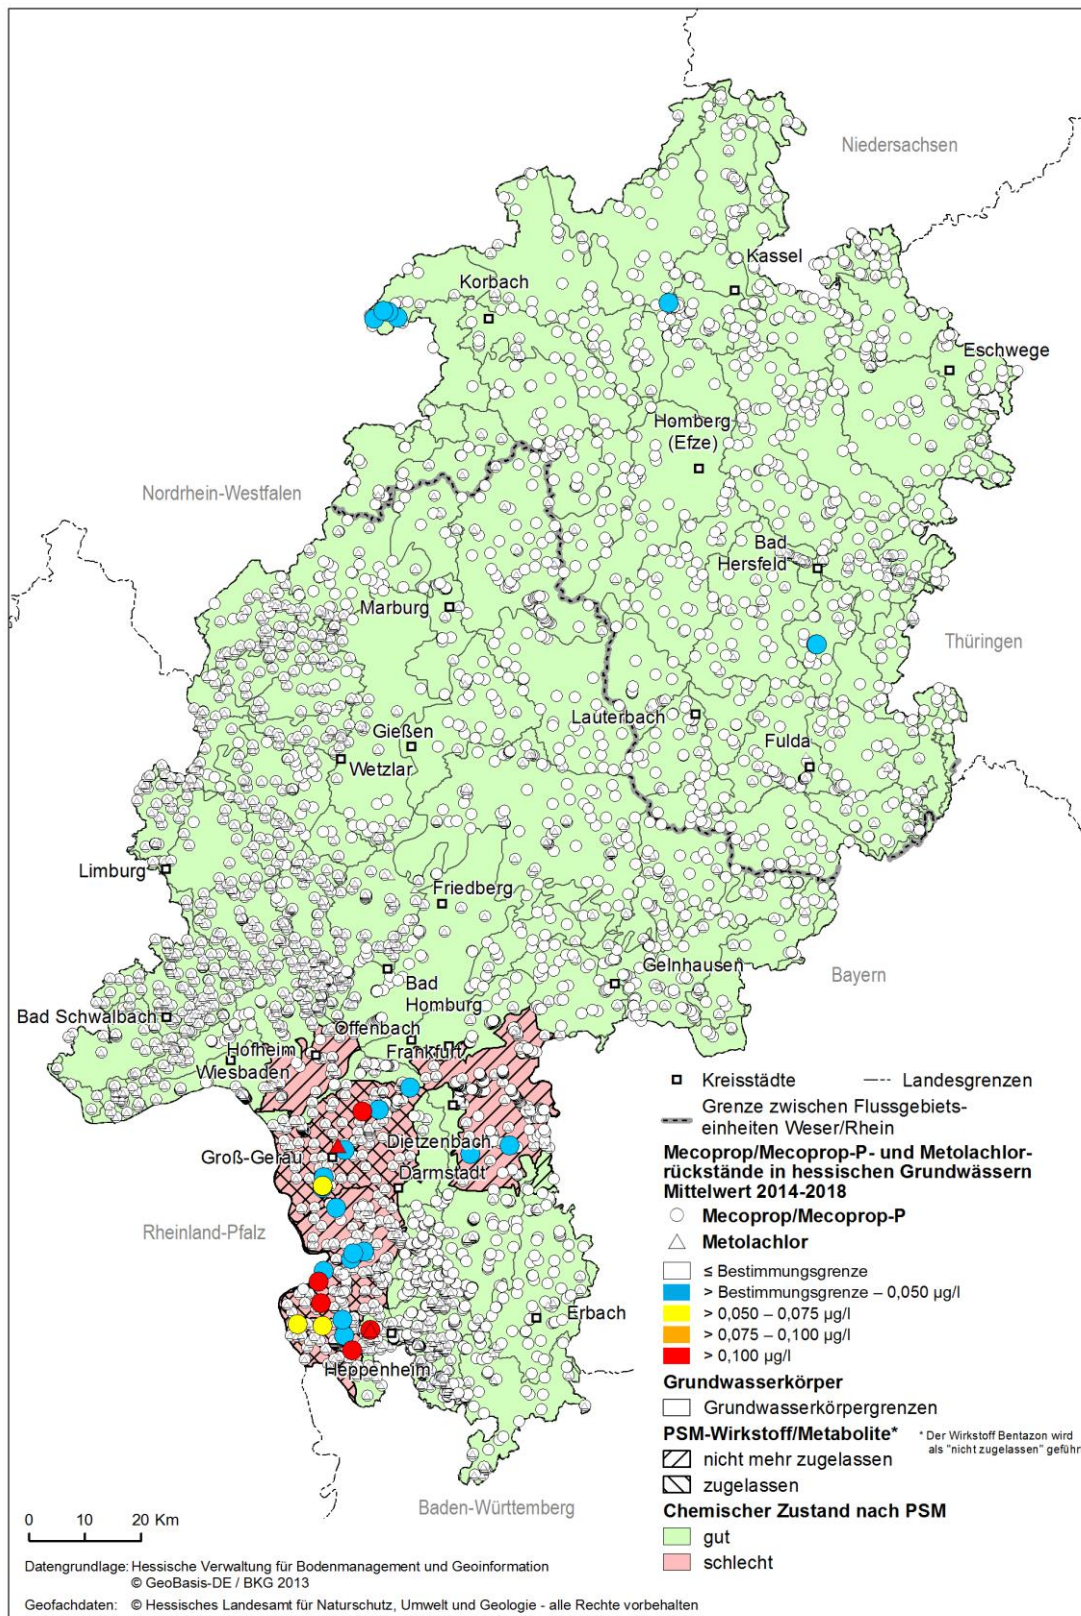 Niedersachsen
Kassel
Korbach
Eschwege
Homberg
(Efze)
Nordrhein-Westfalen
Bad
Hersfeld
Marburg
Thüringen
Lauterbach
Gießen
Fulda
Wetzlar
Limburg
Friedberg
Gelnhausen
Bayern
Bad
Homburg
Bad Schwalbach
Offenbach
Hofheim
Frankfurt
Wiesbaden
Dietzenbach
Groß-Gerau
Darmstadt
Rheinland-Pfalz
Erbach
Heppenheim
Baden-Württemberg
Kreisstädte
Landesgrenzen
Grenze zwischen Flussgebiets-
einheiten Weser/Rhein
Mecoprop/Mecoprop-P- und Metolachlor-
rückstände in hessischen Grundwässern
Mittelwert 2014-2018
Mecoprop/Mecoprop-P
Metolachlor
≤ Bestimmungsgrenze
> Bestimmungsgrenze – 0,050 µg/l
> 0,050 – 0,075 µg/l
> 0,075 – 0,100 µg/l
> 0,100 µg/l
Grundwasserkörper
Grundwasserkörpergrenzen
PSM-Wirkstoff/Metabolite*
* Der Wirkstoff Bentazon wird
als "nicht zugelassen" geführt
nicht mehr zugelassen
zugelassen
Chemischer Zustand nach PSM
gut
schlecht
0 10 20 Km
Datengrundlage: Hessische Verwaltung für Bodenmanagement und Geoinformation
© GeoBasis-DE / BKG 2013
Geofachdaten: © Hessisches Landesamt für Naturschutz, Umwelt und Geologie - alle Rechte vorbehalten